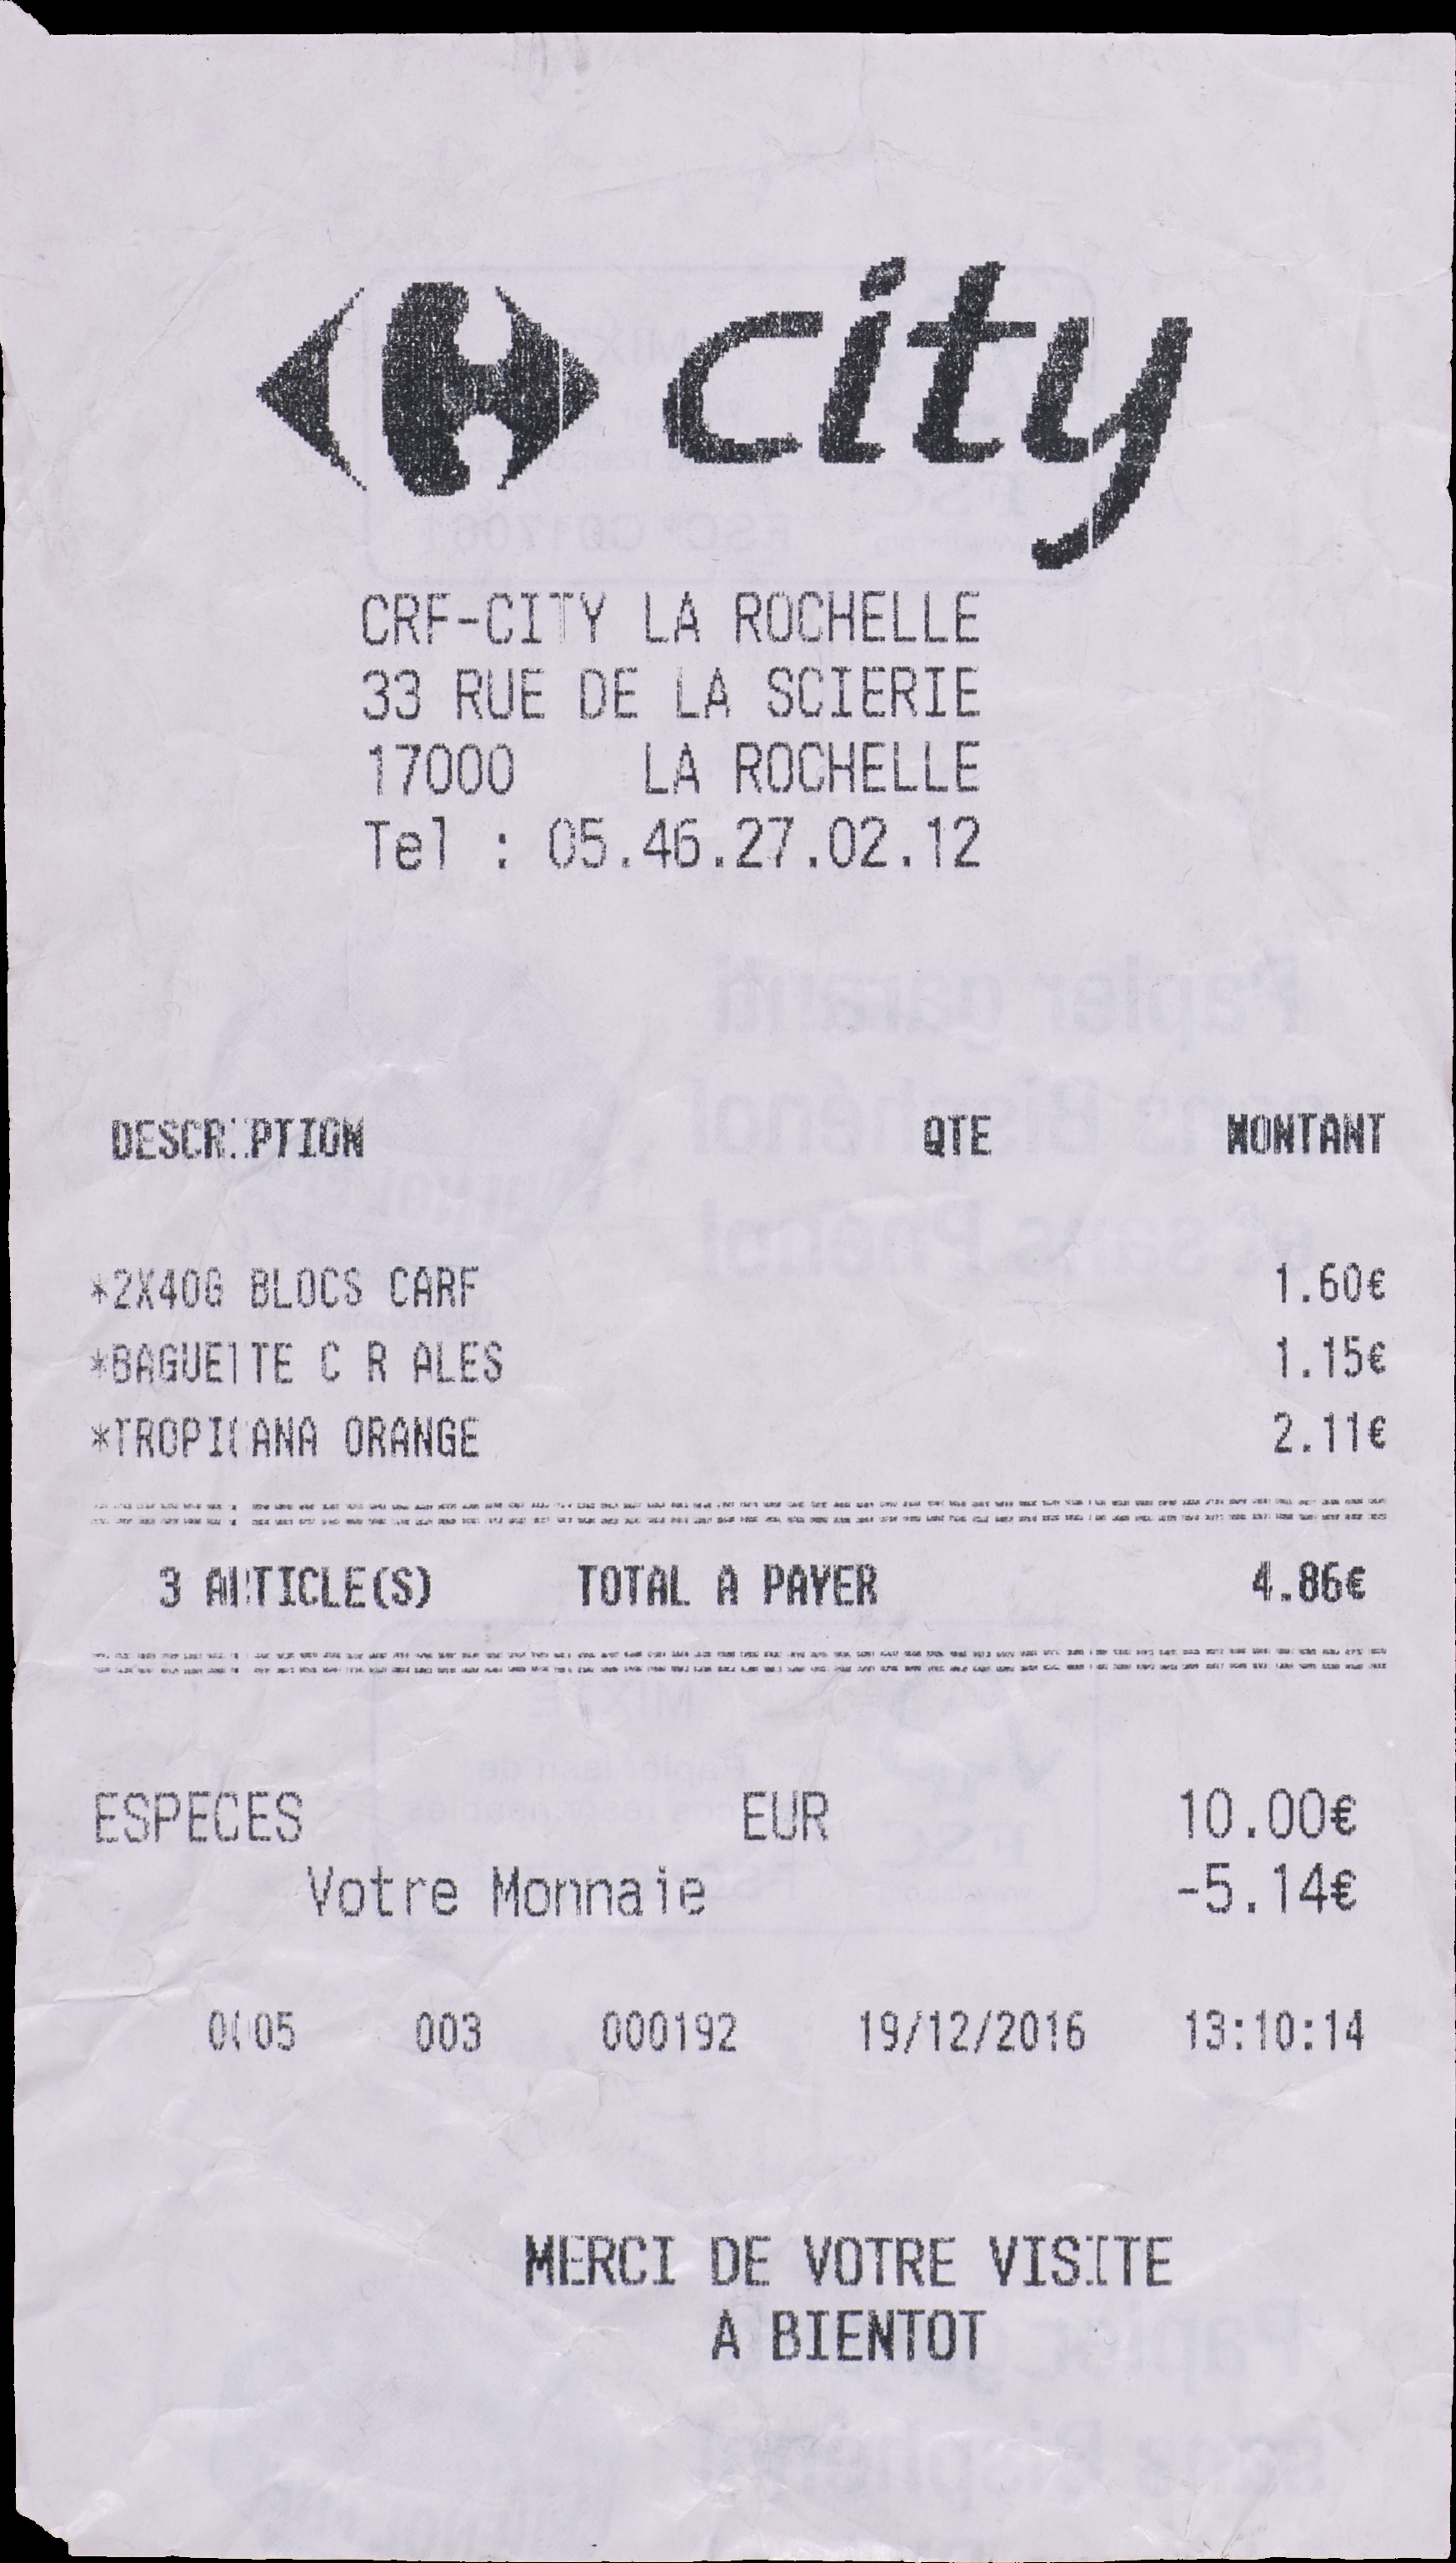 city
CRF-CITY LA ROCHELLE
33 RUE DE LA SCIERIE
17000 LA ROCHELLE
Tel : 05.46.27.02.12
DESCRIPTION QTE MONTANT
*2X40G BLOCS CARF 1.60€
*BAGUETTE C R ALES 1.15€
*TROPICANA ORANGE 2.11€
3 ARTICLE(S) TOTAL A PAYER 4.86€
ESPECES EUR 10.00€
Votre Monnaie -5.14€
0005 003 000192 19/12/2016 13:10:14
MERCI DE VOTRE VISITE
A BIENTOT